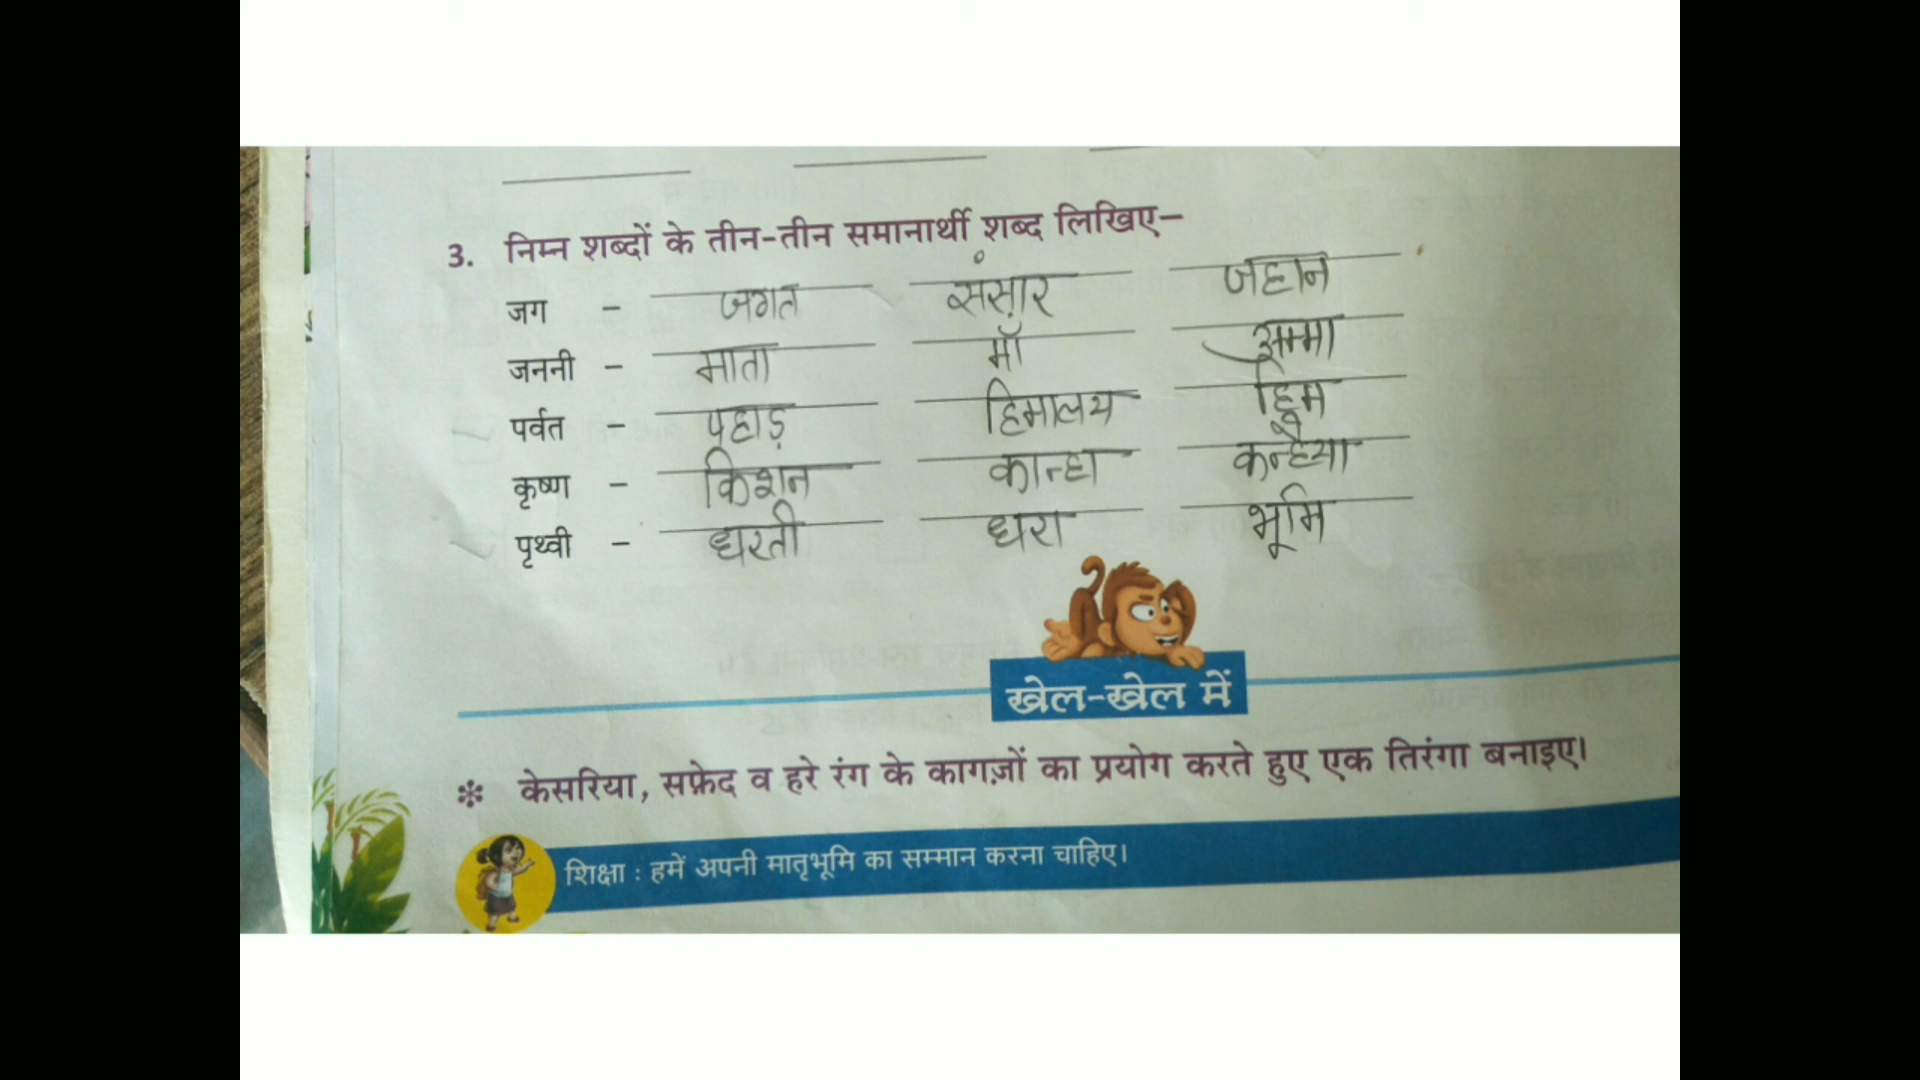 3. निम्न शब्दों के तीन-तीन समानार्थी शब्द लिखिए–
जग – जगत संसार जहान
जननी – माता माँ अम्मा
पर्वत – पहाड़ हिमालय हिम
कृष्ण – किशन कान्हा कन्हैया
पृथ्वी – धरती धरा भूमि
खेल-खेल में
❇ केसरिया, सफ़ेद व हरे रंग के कागज़ों का प्रयोग करते हुए एक तिरंगा बनाइए।
शिक्षा : हमें अपनी मातृभूमि का सम्मान करना चाहिए।